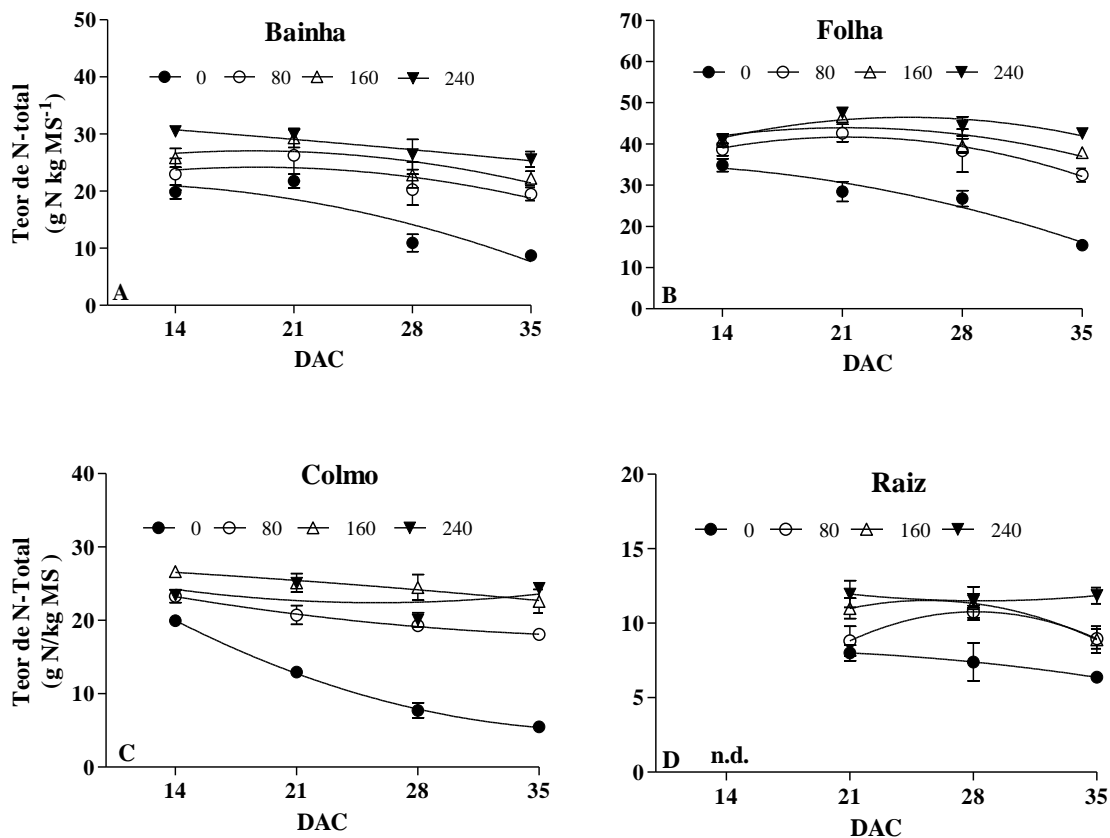 Bainha
0 80 160 240
50
40
30
20
10
0
Teor de N-total
(g N kg MS⁻¹)
A
14 21 28 35
DAC
Folha
0 80 160 240
70
60
50
40
30
20
10
0
B
14 21 28 35
DAC
Colmo
0 80 160 240
40
30
20
10
0
Teor de N-Total
(g N/kg MS )
C
14 21 28 35
DAC
Raiz
0 80 160 240
20
15
10
5
0
D n.d.
14 21 28 35
DAC